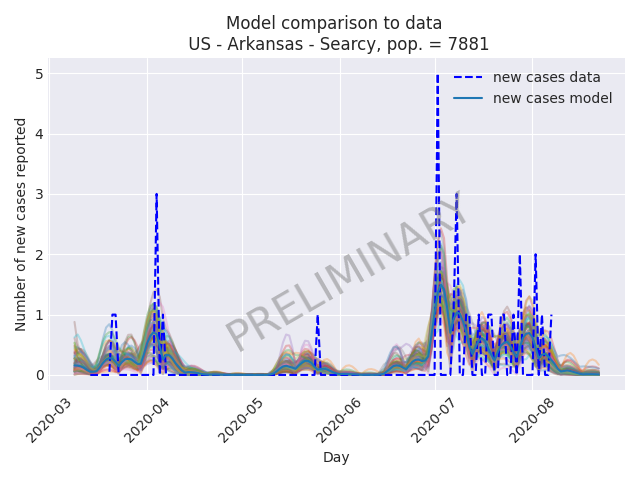 Model comparison to data
US - Arkansas - Searcy, pop. = 7881
5
4
3
2
1
0
Number of new cases reported
new cases data
new cases model
PRELIMINARY
2020-03
2020-04
2020-05
2020-06
2020-07
2020-08
Day